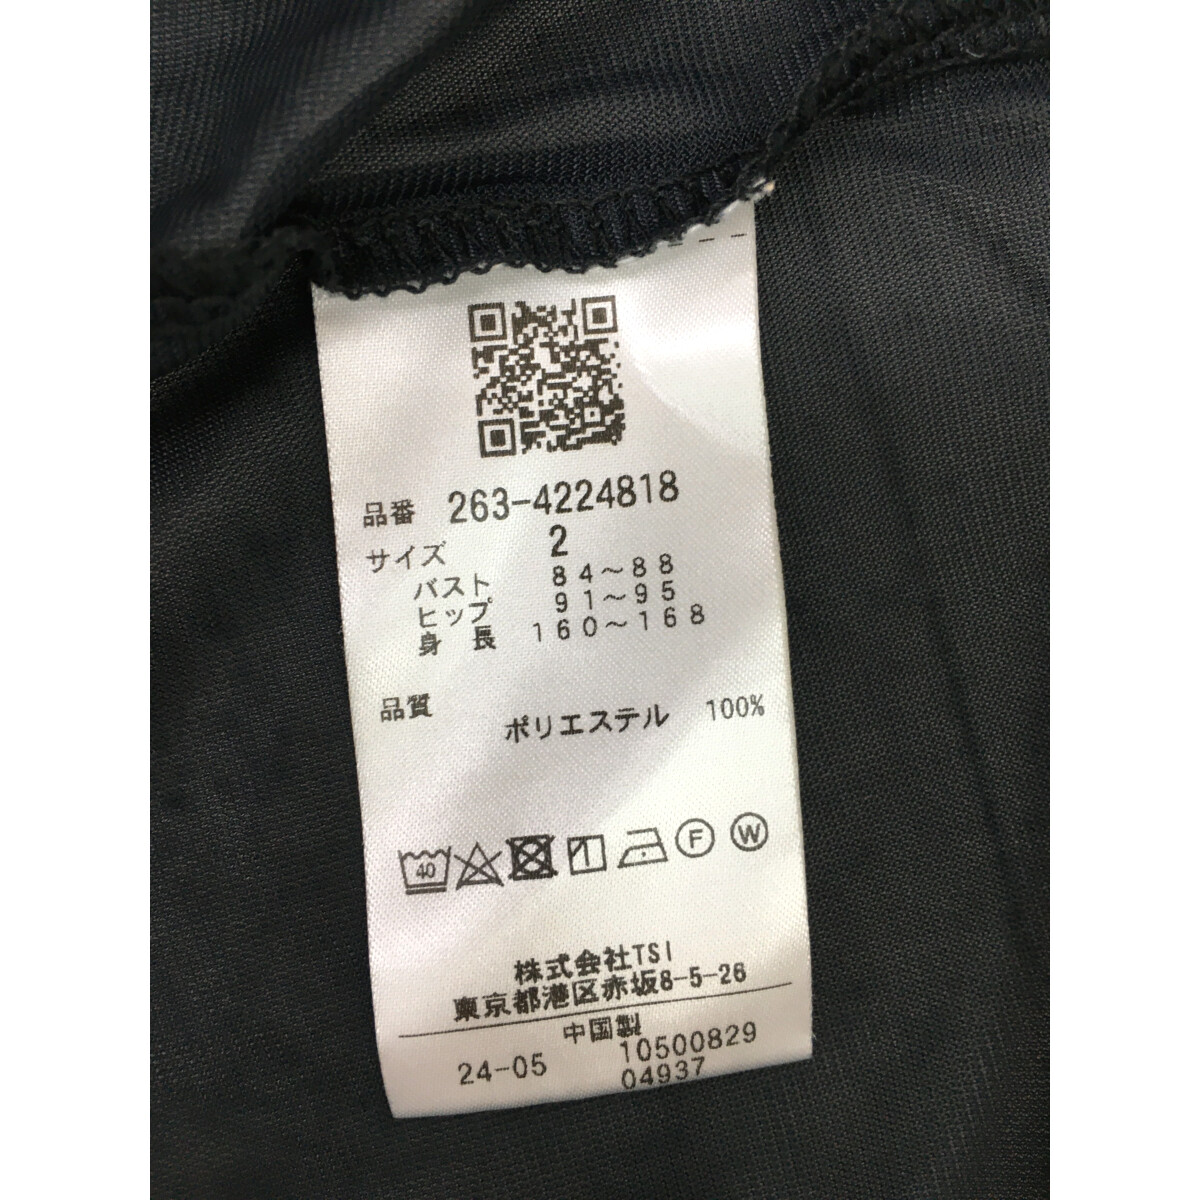 品番 263-4224818
サイズ 2
バスト 84～88
ヒップ 91～95
身長 160～168
品質
ポリエステル 100%
40 F W
株式会社TSI
東京都港区赤坂8-5-26
中国製
24-05 10500829
04937